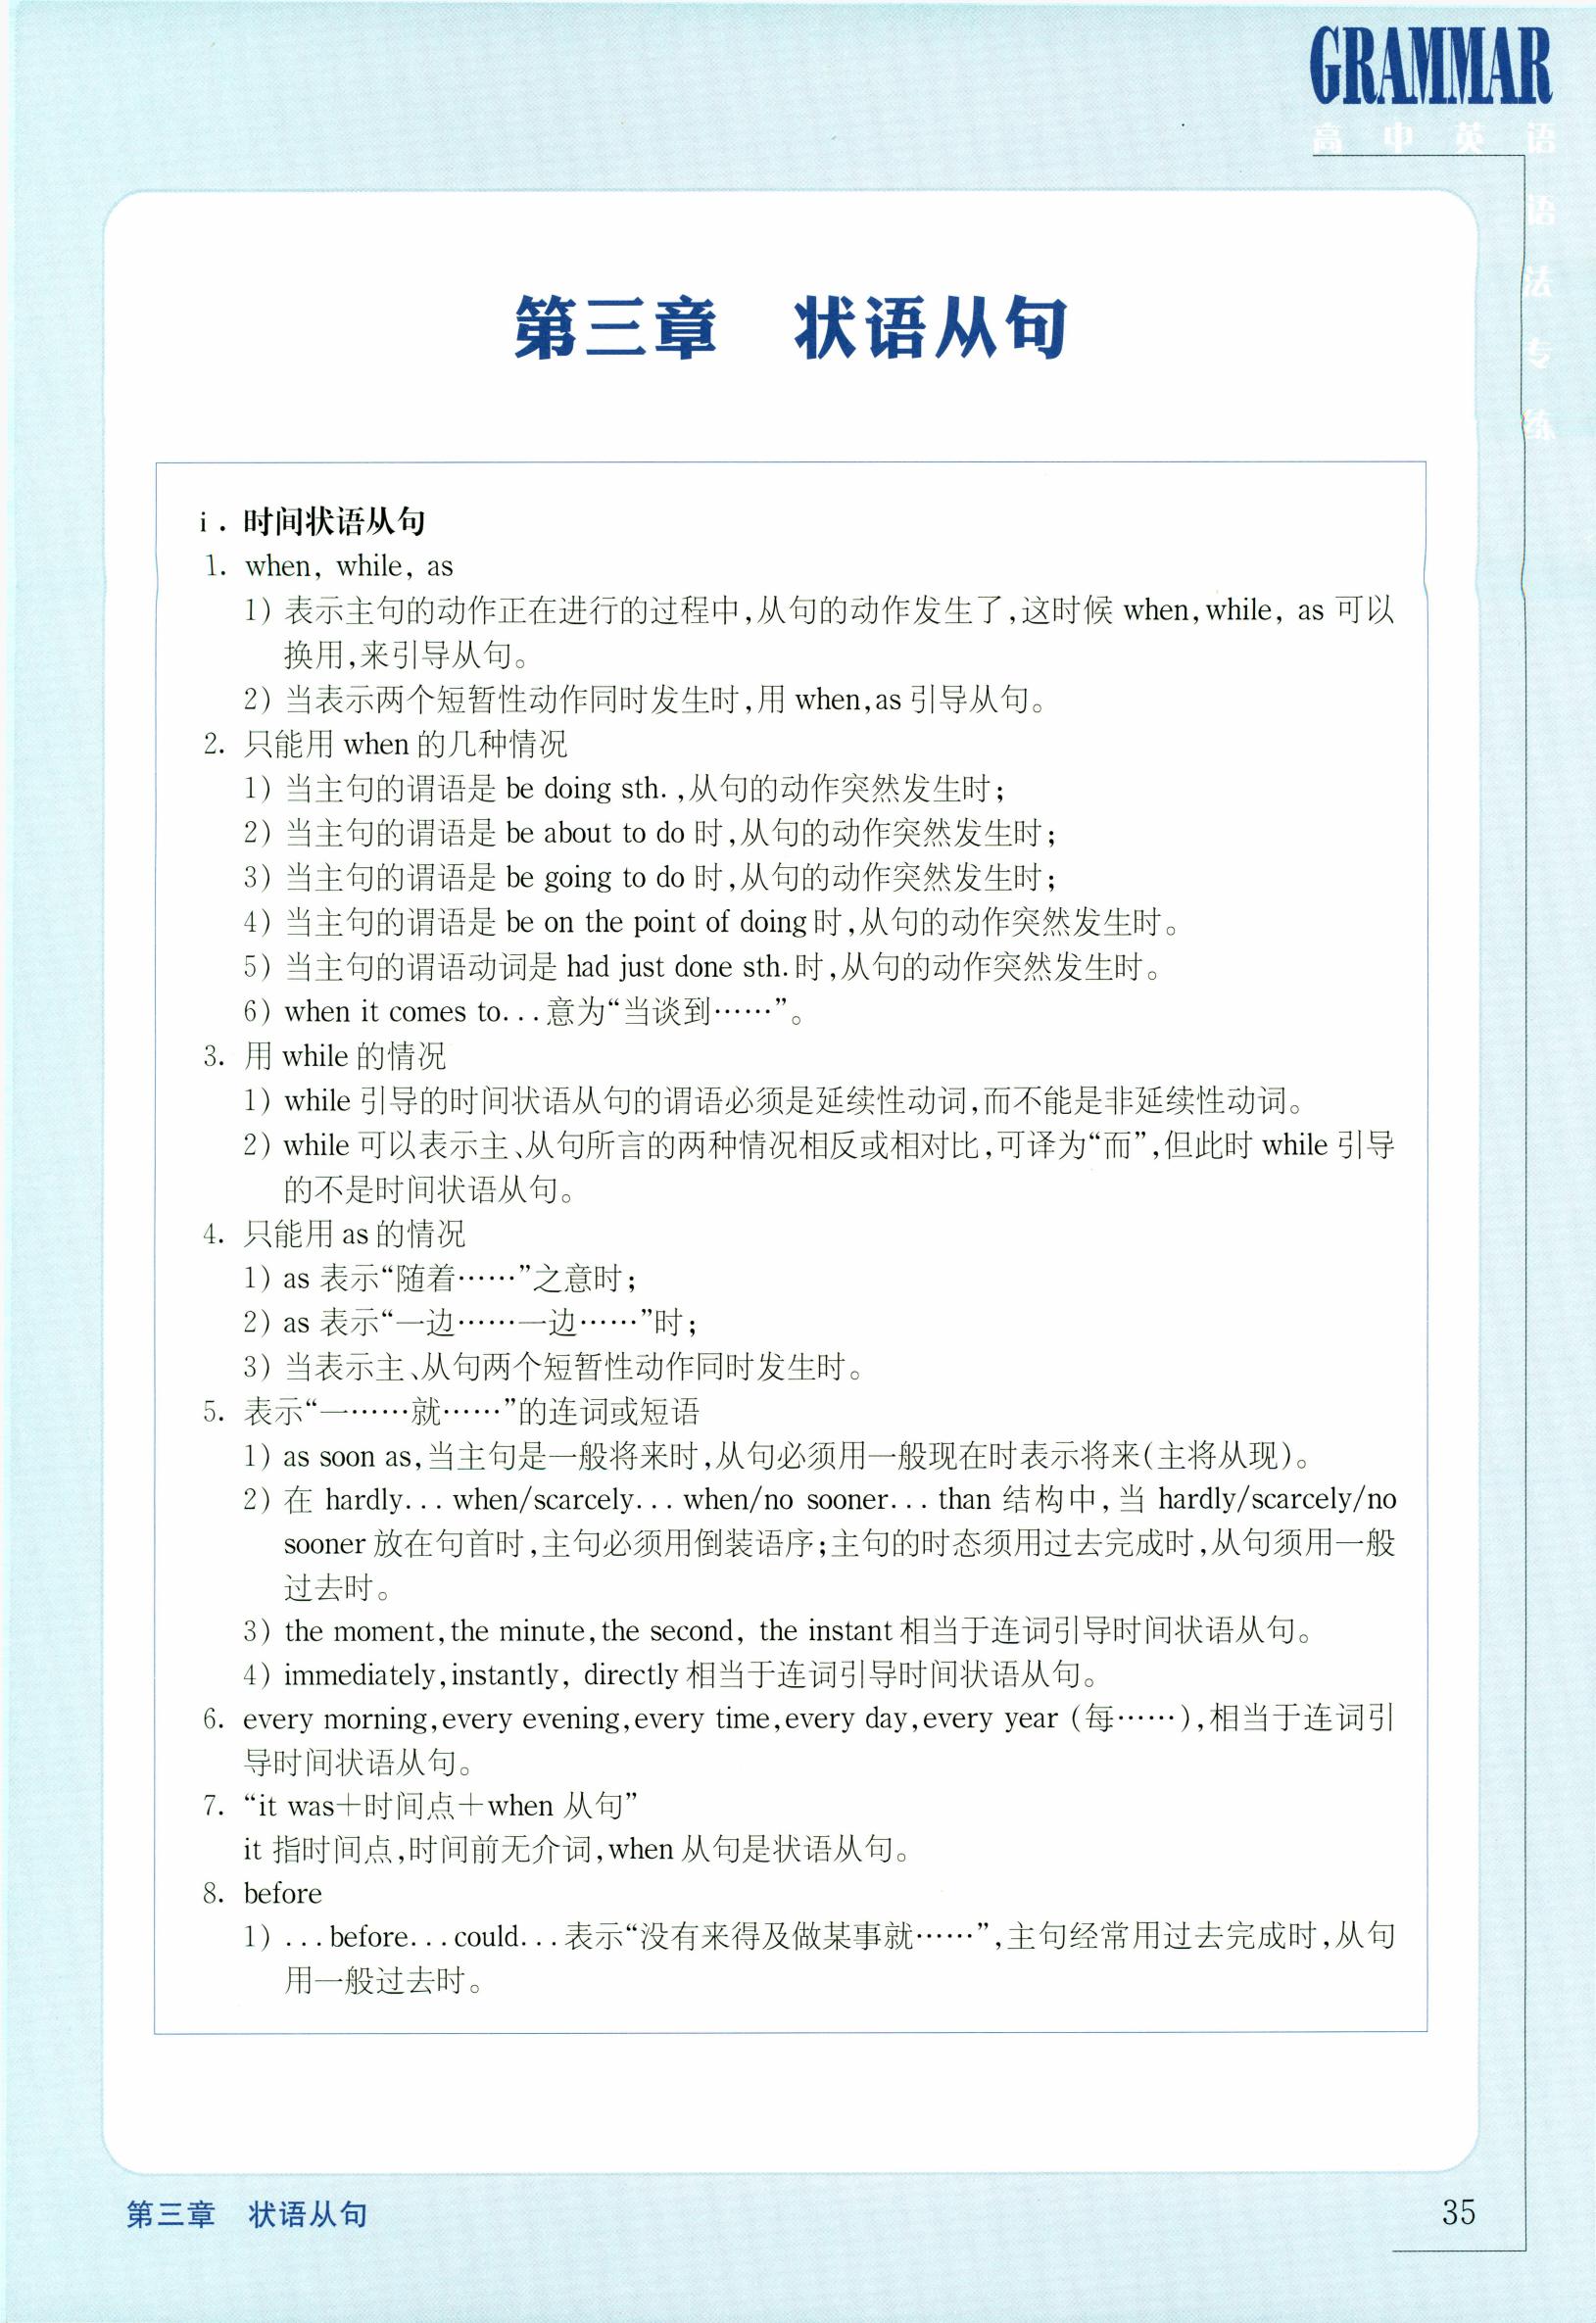 GRAMMAR
高中英语
语
法
专
练
第三章 状语从句
i. 时间状语从句
1. when, while, as
1) 表示主句的动作正在进行的过程中,从句的动作发生了,这时候 when,while, as 可以
换用,来引导从句。
2) 当表示两个短暂性动作同时发生时,用 when,as 引导从句。
2. 只能用 when 的几种情况
1) 当主句的谓语是 be doing sth. ,从句的动作突然发生时;
2) 当主句的谓语是 be about to do 时,从句的动作突然发生时;
3) 当主句的谓语是 be going to do 时,从句的动作突然发生时;
4) 当主句的谓语是 be on the point of doing 时,从句的动作突然发生时。
5) 当主句的谓语动词是 had just done sth. 时,从句的动作突然发生时。
6) when it comes to...意为“当谈到……”。
3. 用 while 的情况
1) while 引导的时间状语从句的谓语必须是延续性动词,而不能是非延续性动词。
2) while 可以表示主、从句所言的两种情况相反或相对比,可译为“而”,但此时 while 引导
的不是时间状语从句。
4. 只能用 as 的情况
1) as 表示“随着……”之意时;
2) as 表示“一边……一边……”时;
3) 当表示主、从句两个短暂性动作同时发生时。
5. 表示“一……就……”的连词或短语
1) as soon as,当主句是一般将来时,从句必须用一般现在时表示将来(主将从现)。
2) 在 hardly... when/scarcely... when/no sooner... than 结构中,当 hardly/scarcely/no
sooner 放在句首时,主句必须用倒装语序;主句的时态须用过去完成时,从句须用一般
过去时。
3) the moment,the minute,the second, the instant 相当于连词引导时间状语从句。
4) immediately,instantly, directly 相当于连词引导时间状语从句。
6. every morning,every evening,every time,every day,every year (每……),相当于连词引
导时间状语从句。
7. “it was+时间点+when 从句”
it 指时间点,时间前无介词,when 从句是状语从句。
8. before
1) ...before...could...表示“没有来得及做某事就……”,主句经常用过去完成时,从句
用一般过去时。
第三章 状语从句
35